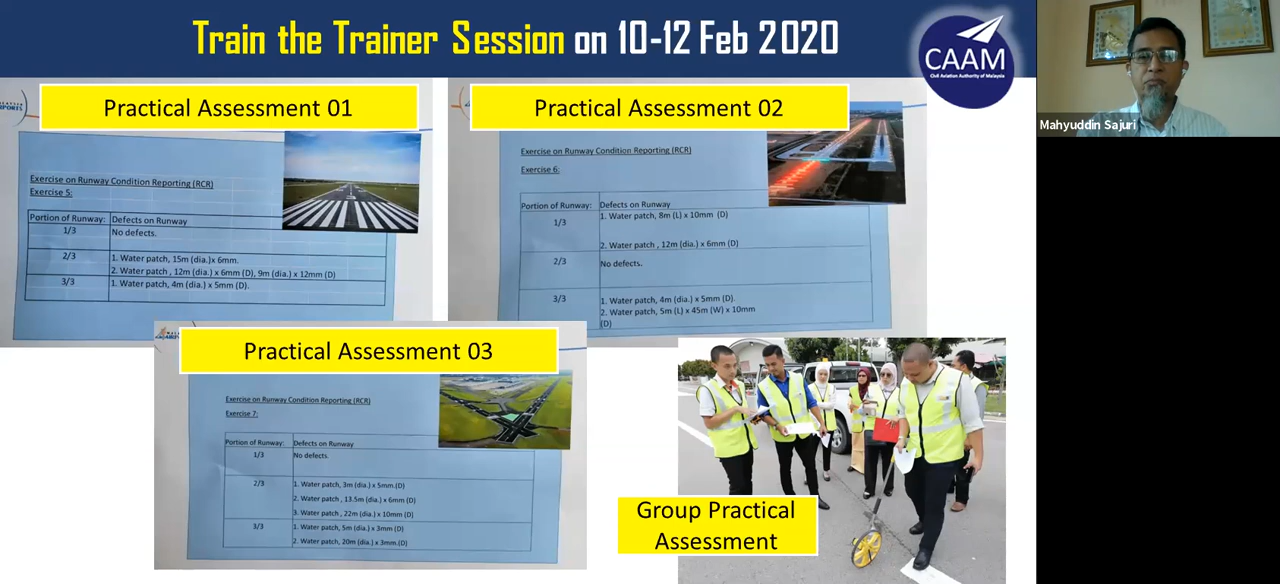 Train the Trainer Session on 10-12 Feb 2020
CAAM
Civil Aviation Authority of Malaysia
Mahyuddin Sajuri
Practical Assessment 01
Exercise on Runway Condition Reporting (RCR)
Exercise 5:
Portion of Runway: Defects on Runway
1/3 No defects.
2/3 1. Water patch, 15m (dia.)x 6mm.
2. Water patch , 12m (dia.) x 6mm (D), 9m (dia.) x 12mm (D)
3/3 1. Water patch, 4m (dia.) x 5mm (D).
Practical Assessment 02
Exercise on Runway Condition Reporting (RCR)
Exercise 6:
Portion of Runway: Defects on Runway
1/3 1. Water patch, 8m (L) x 10mm (D)
2. Water patch , 12m (dia.) x 6mm (D)
2/3 No defects.
3/3 1. Water patch, 4m (dia.) x 5mm (D).
2. Water patch, 5m (L) x 45m (W) x 10mm
(D)
Practical Assessment 03
Exercise on Runway Condition Reporting (RCR)
Exercise 7:
Portion of Runway: Defects on Runway
1/3 No defects.
2/3 1. Water patch, 3m (dia.) x 5mm.(D)
2. Water patch , 13.5m (dia.) x 6mm (D)
3. Water patch , 22m (dia.) x 10mm (D)
3/3 1. Water patch, 5m (dia.) x 3mm (D)
2. Water patch, 20m (dia.) x 3mm.(D)
Group Practical
Assessment